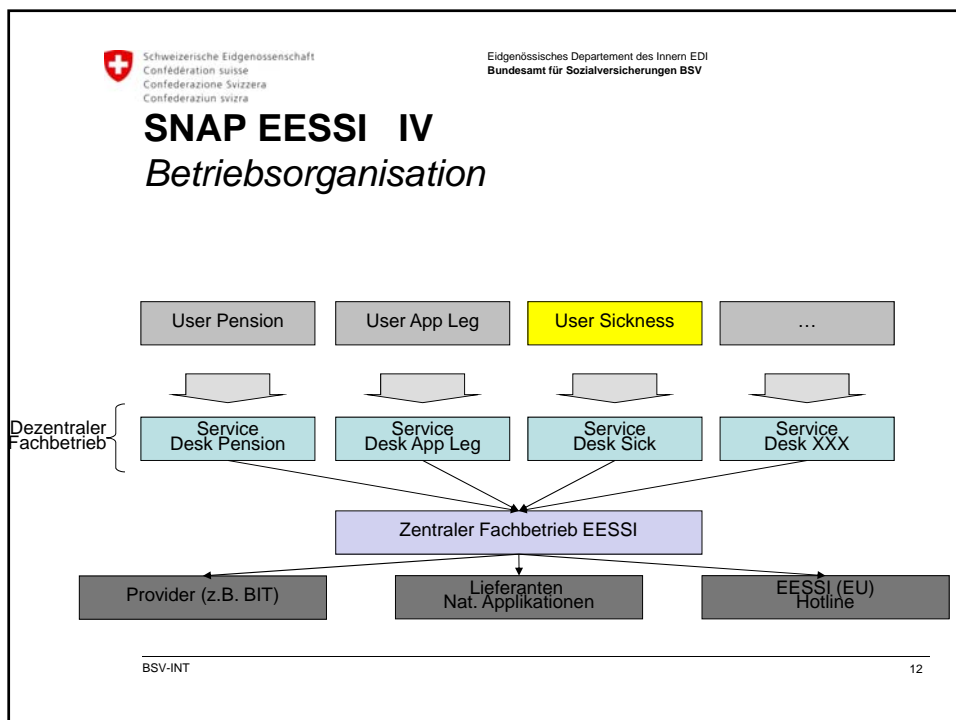 Schweizerische Eidgenossenschaft
Confédération suisse
Confederazione Svizzera
Confederaziun svizra
Eidgenössisches Departement des Innern EDI
Bundesamt für Sozialversicherungen BSV
SNAP EESSI IV
Betriebsorganisation
User Pension
User App Leg
User Sickness
…
Dezentraler
Fachbetrieb
Service
Desk Pension
Service
Desk App Leg
Service
Desk Sick
Service
Desk XXX
Zentraler Fachbetrieb EESSI
Provider (z.B. BIT)
Lieferanten
Nat. Applikationen
EESSI (EU)
Hotline
BSV-INT
12